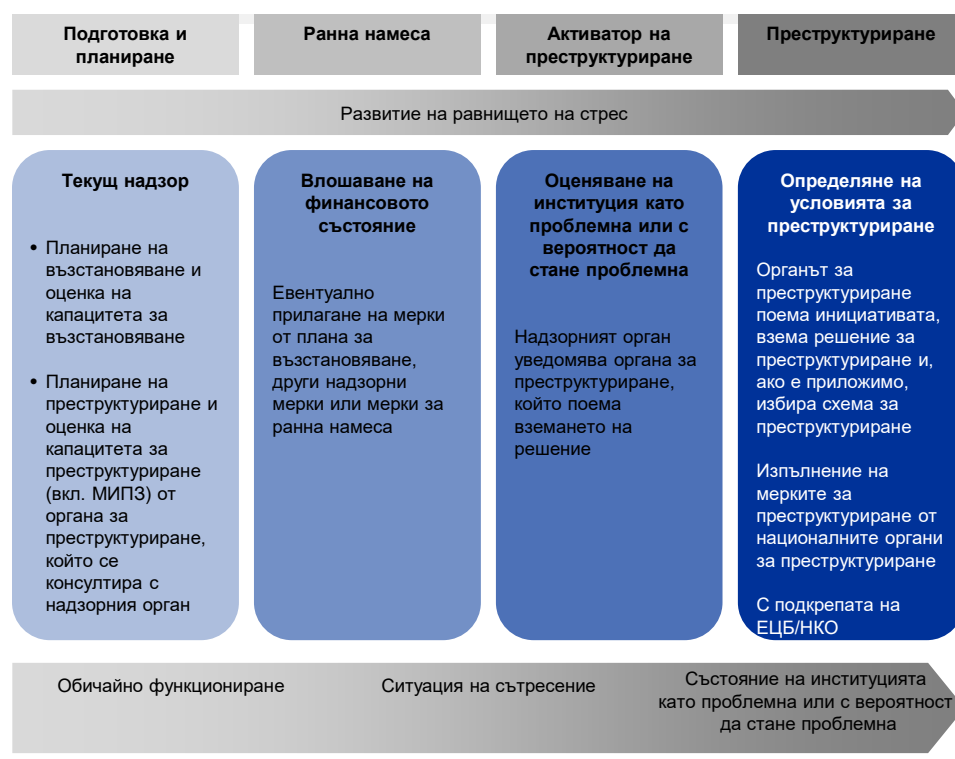 Подготовка и
планиране
Ранна намеса
Активатор на
преструктуриране
Преструктуриране
Развитие на равнището на стрес
Текущ надзор
• Планиране на
възстановяване и
оценка на
капацитета за
възстановяване
• Планиране на
преструктуриране и
оценка на
капацитета за
преструктуриране
(вкл. МИПЗ) от
органа за
преструктуриране,
който се
консултира с
надзорния орган
Влошаване на
финансовото
състояние
Евентуално
прилагане на мерки
от плана за
възстановяване,
други надзорни
мерки или мерки за
ранна намеса
Оценяване на
институция като
проблемна или с
вероятност да
стане проблемна
Надзорният орган
уведомява органа за
преструктуриране,
който поема
вземането на
решение
Определяне на
условията за
преструктуриране
Органът за
преструктуриране
поема инициативата,
взема решение за
преструктуриране и,
ако е приложимо,
избира схема за
преструктуриране
Изпълнение на
мерките за
преструктуриране от
националните органи
за преструктуриране
С подкрепата на
ЕЦБ/НКО
Обичайно функциониране
Ситуация на сътресение
Състояние на институцията
като проблемна или с вероятност
да стане проблемна